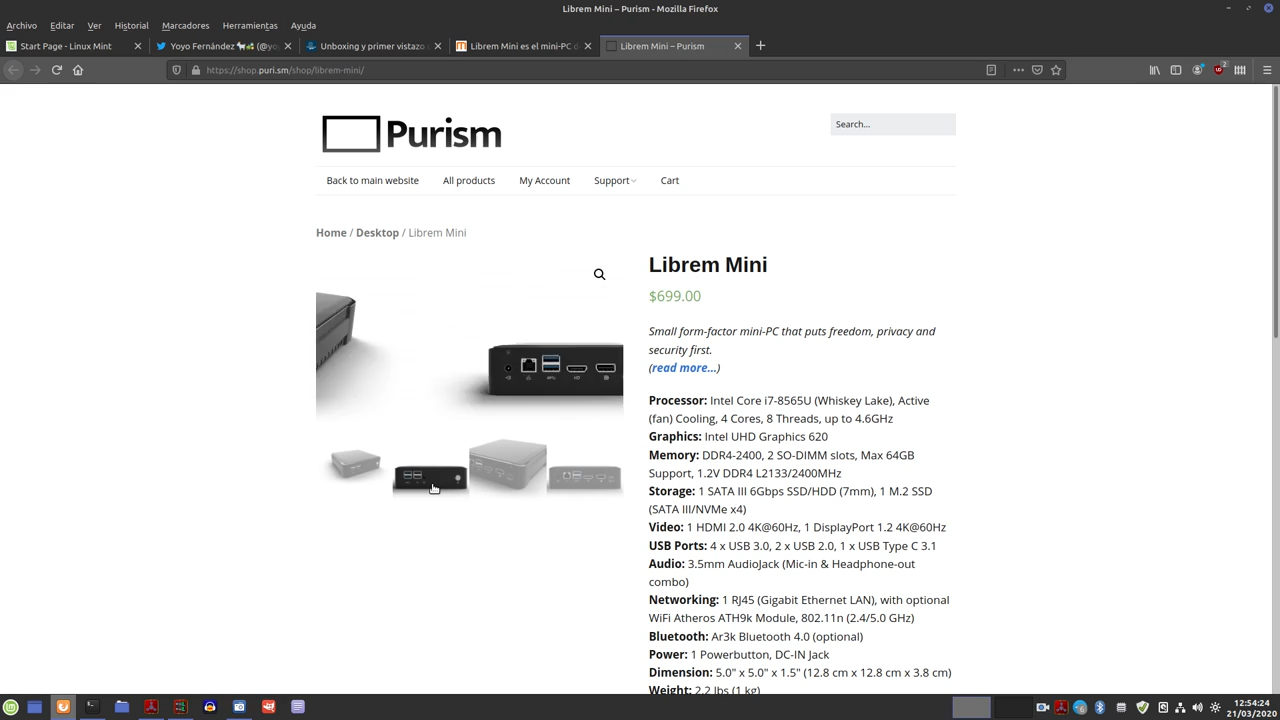 Librem Mini – Purism - Mozilla Firefox
Archivo Editar Ver Historial Marcadores Herramientas Ayuda
Start Page - Linux Mint
Yoyo Fernández
Unboxing y primer vistazo
Librem Mini es el mini-PC d
Librem Mini – Purism
https://shop.puri.sm/shop/librem-mini/
2
Purism
Search...
Back to main website All products My Account Support Cart
Home / Desktop / Librem Mini
Librem Mini
$699.00
Small form-factor mini-PC that puts freedom, privacy and
security first.
(read more...)
Processor: Intel Core i7-8565U (Whiskey Lake), Active
(fan) Cooling, 4 Cores, 8 Threads, up to 4.6GHz
Graphics: Intel UHD Graphics 620
Memory: DDR4-2400, 2 SO-DIMM slots, Max 64GB
Support, 1.2V DDR4 L2133/2400MHz
Storage: 1 SATA III 6Gbps SSD/HDD (7mm), 1 M.2 SSD
(SATA III/NVMe x4)
Video: 1 HDMI 2.0 4K@60Hz, 1 DisplayPort 1.2 4K@60Hz
USB Ports: 4 x USB 3.0, 2 x USB 2.0, 1 x USB Type C 3.1
Audio: 3.5mm AudioJack (Mic-in & Headphone-out
combo)
Networking: 1 RJ45 (Gigabit Ethernet LAN), with optional
WiFi Atheros ATH9k Module, 802.11n (2.4/5.0 GHz)
Bluetooth: Ar3k Bluetooth 4.0 (optional)
Power: 1 Powerbutton, DC-IN Jack
Dimension: 5.0" x 5.0" x 1.5" (12.8 cm x 12.8 cm x 3.8 cm)
Weight: 2.2 lbs (1 kg)
12:54:24
21/03/2020